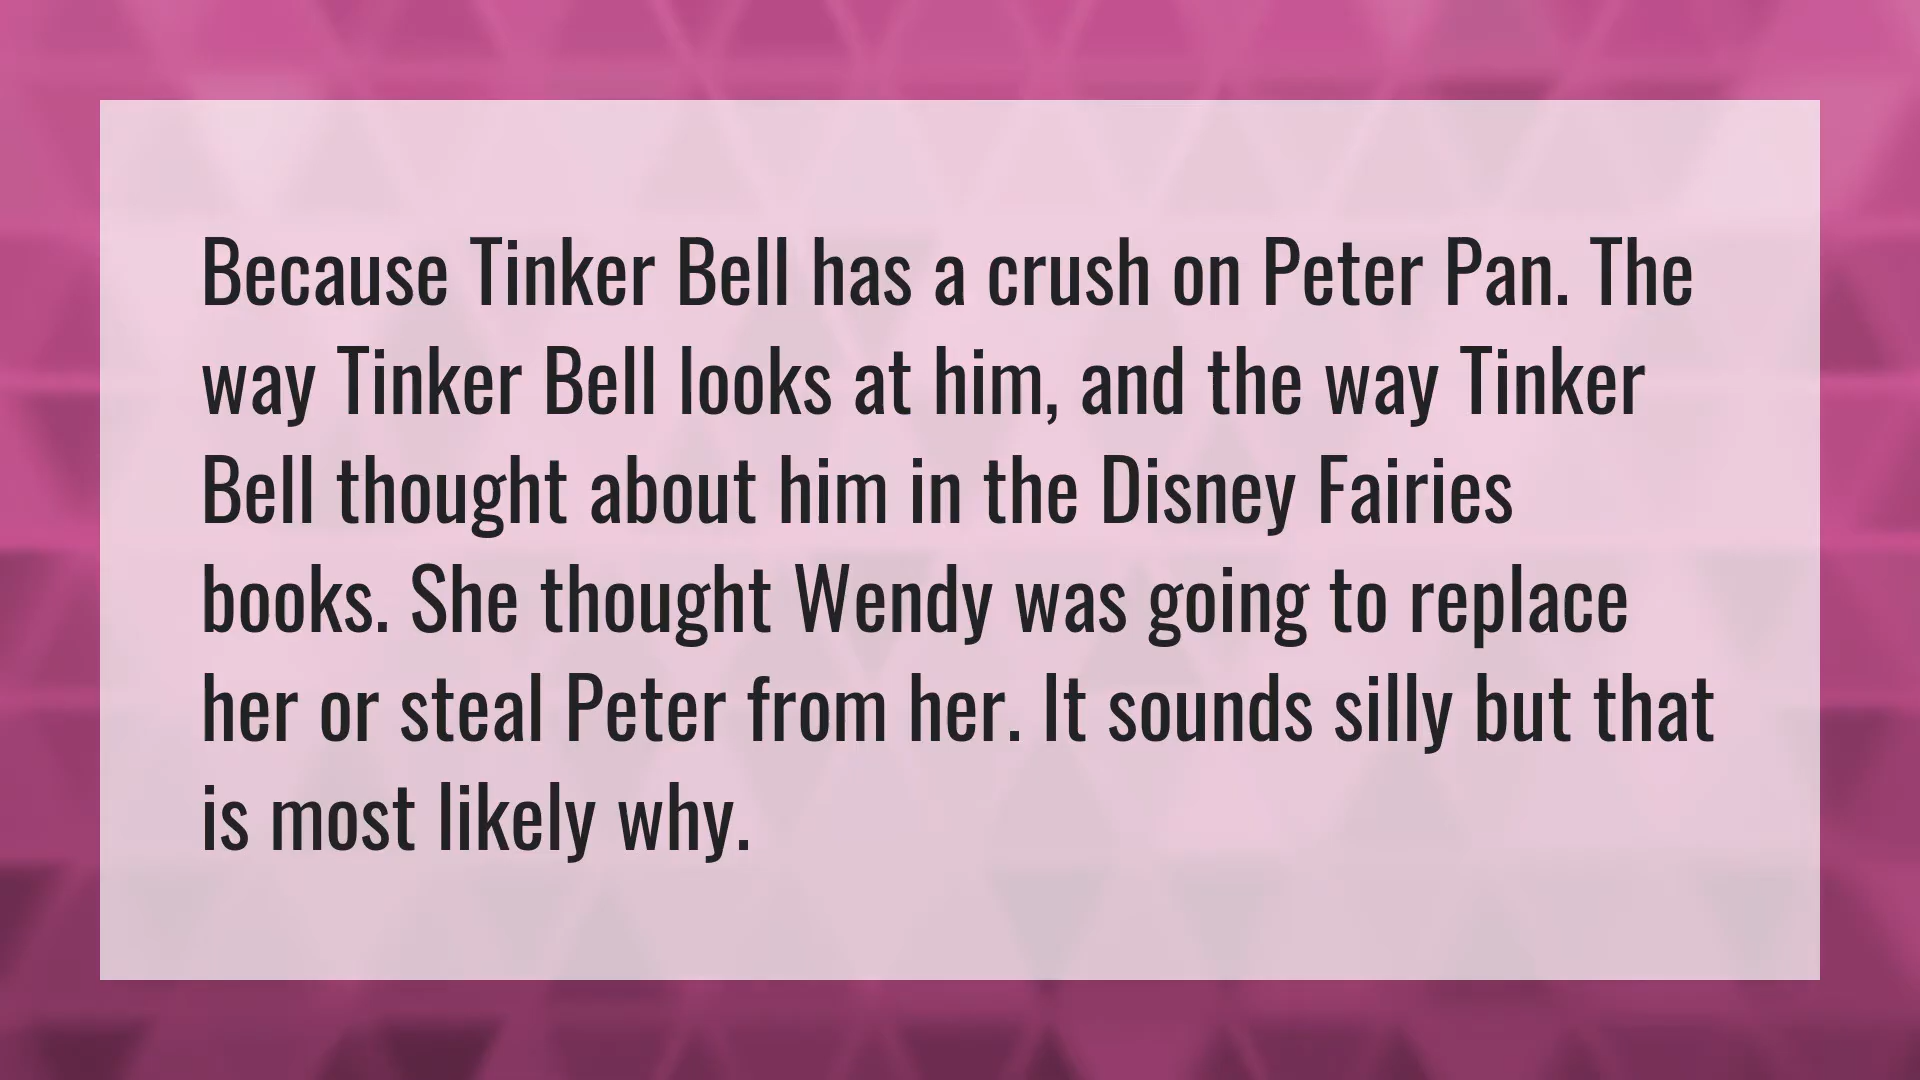 Because Tinker Bell has a crush on Peter Pan. The
way Tinker Bell looks at him, and the way Tinker
Bell thought about him in the Disney Fairies
books. She thought Wendy was going to replace
her or steal Peter from her. It sounds silly but that
is most likely why.